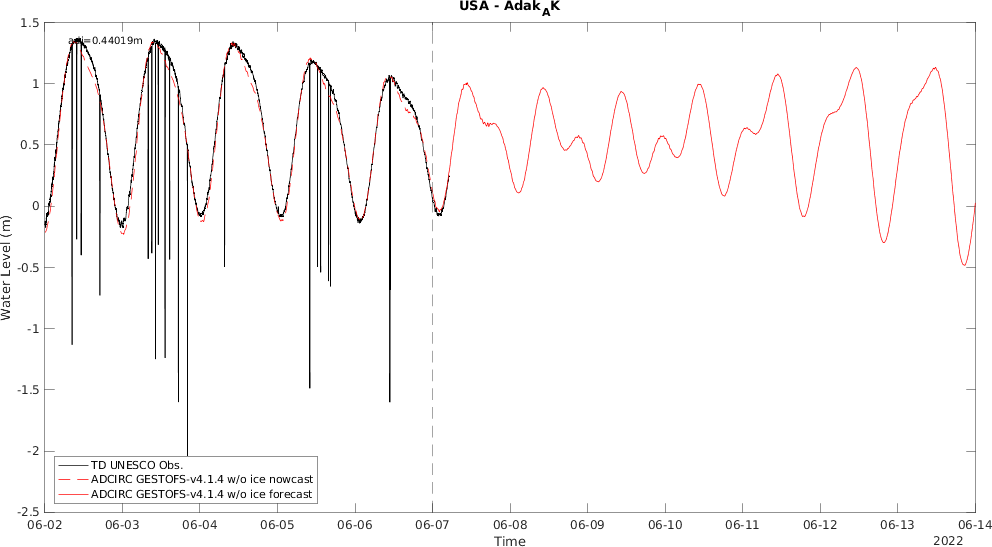 USA - Adak_AK
=0.44019m
1.5
1
0.5
0
-0.5
-1
-1.5
-2
-2.5
Water Level (m)
TD UNESCO Obs.
ADCIRC GESTOFS-v4.1.4 w/o ice nowcast
ADCIRC GESTOFS-v4.1.4 w/o ice forecast
06-02 06-03 06-04 06-05 06-06 06-07 06-08 06-09 06-10 06-11 06-12 06-13 06-14
Time
2022